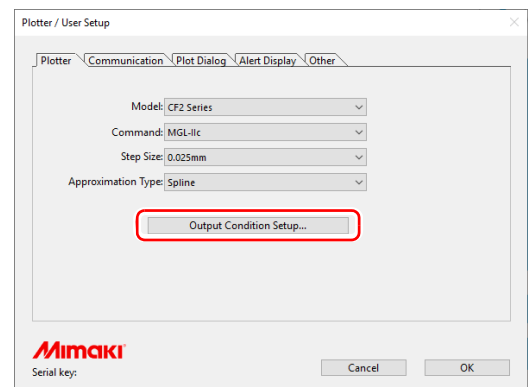 Plotter / User Setup
Plotter Communication Plot Dialog Alert Display Other
Model: CF2 Series
Command: MGL-IIc
Step Size: 0.025mm
Approximation Type: Spline
Output Condition Setup...
Mimaki
Serial key:
Cancel OK